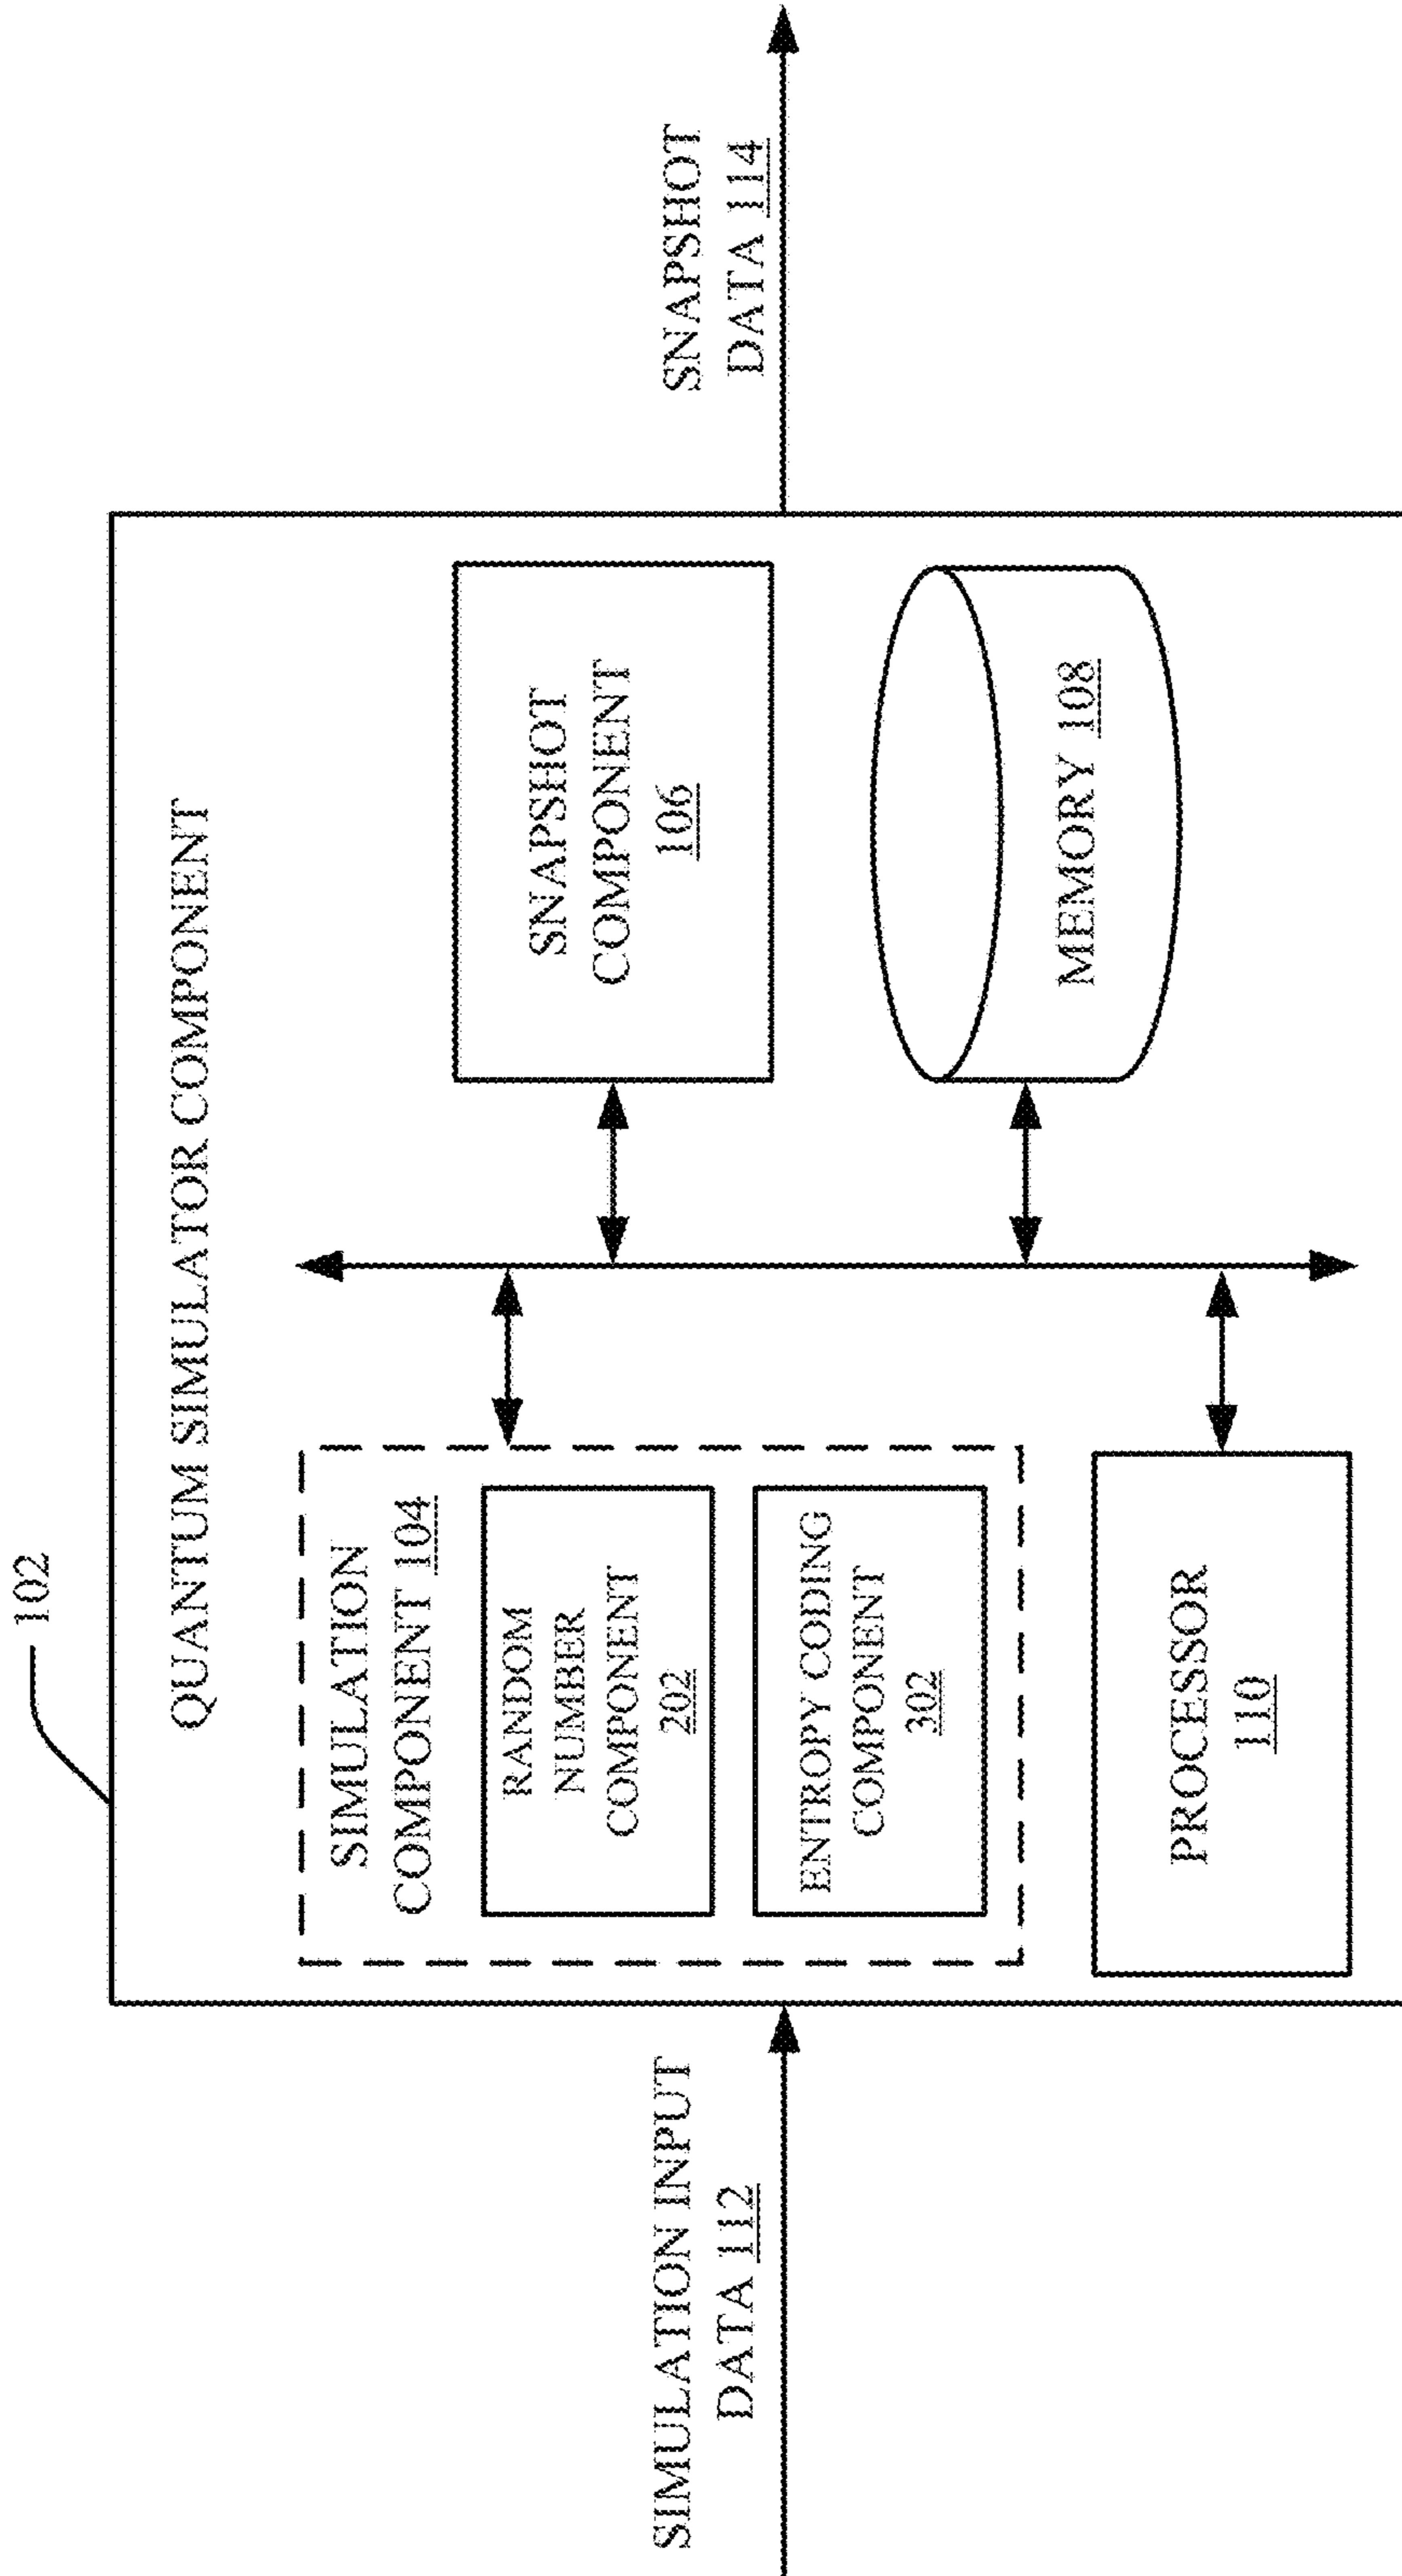 102
QUANTUM SIMULATOR COMPONENT
SIMULATION INPUT
DATA 112
SIMULATION
COMPONENT 104
RANDOM
NUMBER
COMPONENT
202
ENTROPY CODING
COMPONENT
302
PROCESSOR
110
SNAPSHOT
COMPONENT
106
MEMORY 108
SNAPSHOT
DATA 114